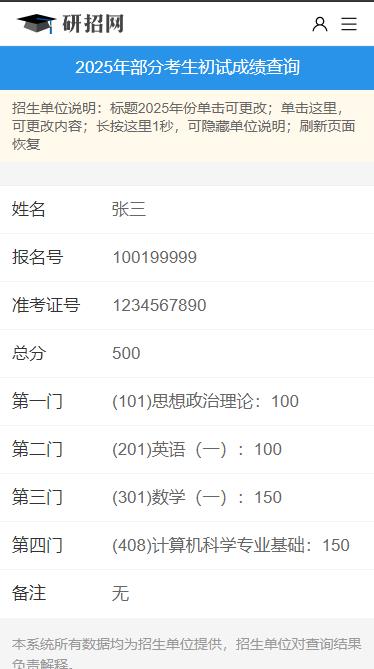 研招网
2025年部分考生初试成绩查询
招生单位说明：标题2025年份单击可更改；单击这里，
可更改内容；长按这里1秒，可隐藏单位说明；刷新页面
恢复
姓名 张三
报名号 100199999
准考证号 1234567890
总分 500
第一门 (101)思想政治理论：100
第二门 (201)英语（一）：100
第三门 (301)数学（一）：150
第四门 (408)计算机科学专业基础：150
备注 无
本系统所有数据均为招生单位提供，招生单位对查询结果
负责解释。